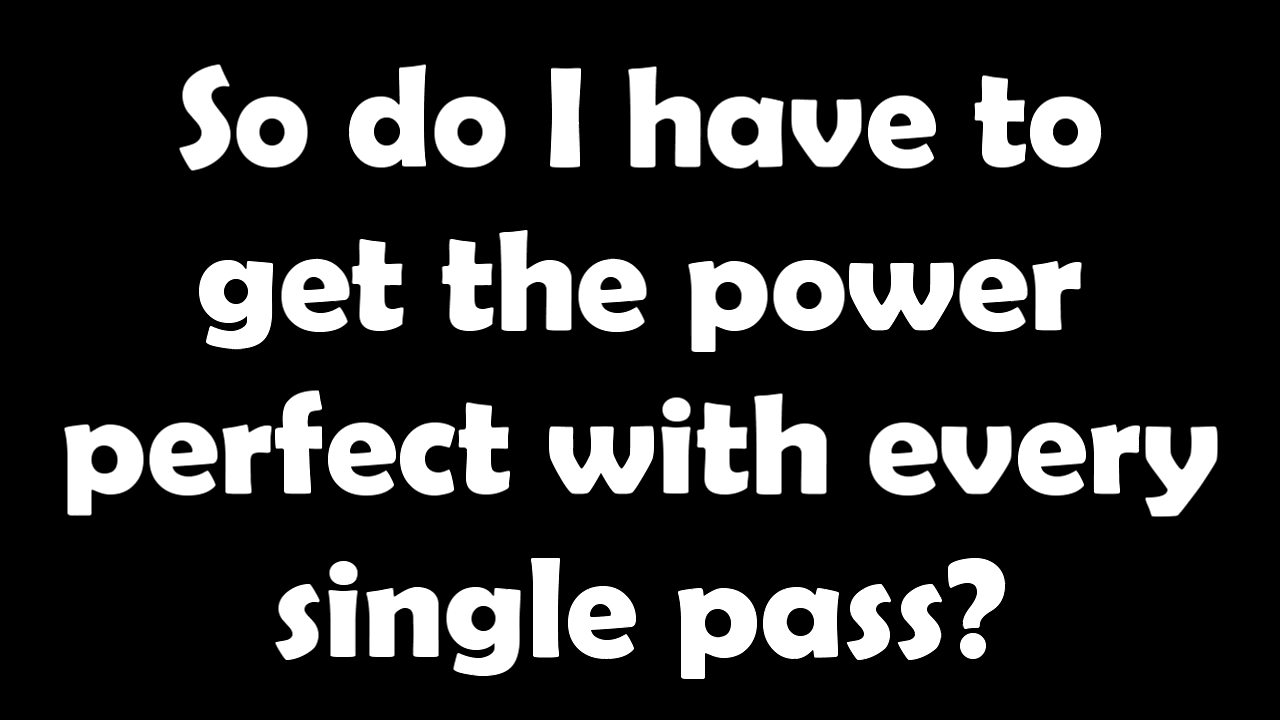 So do I have to
get the power
perfect with every
single pass?